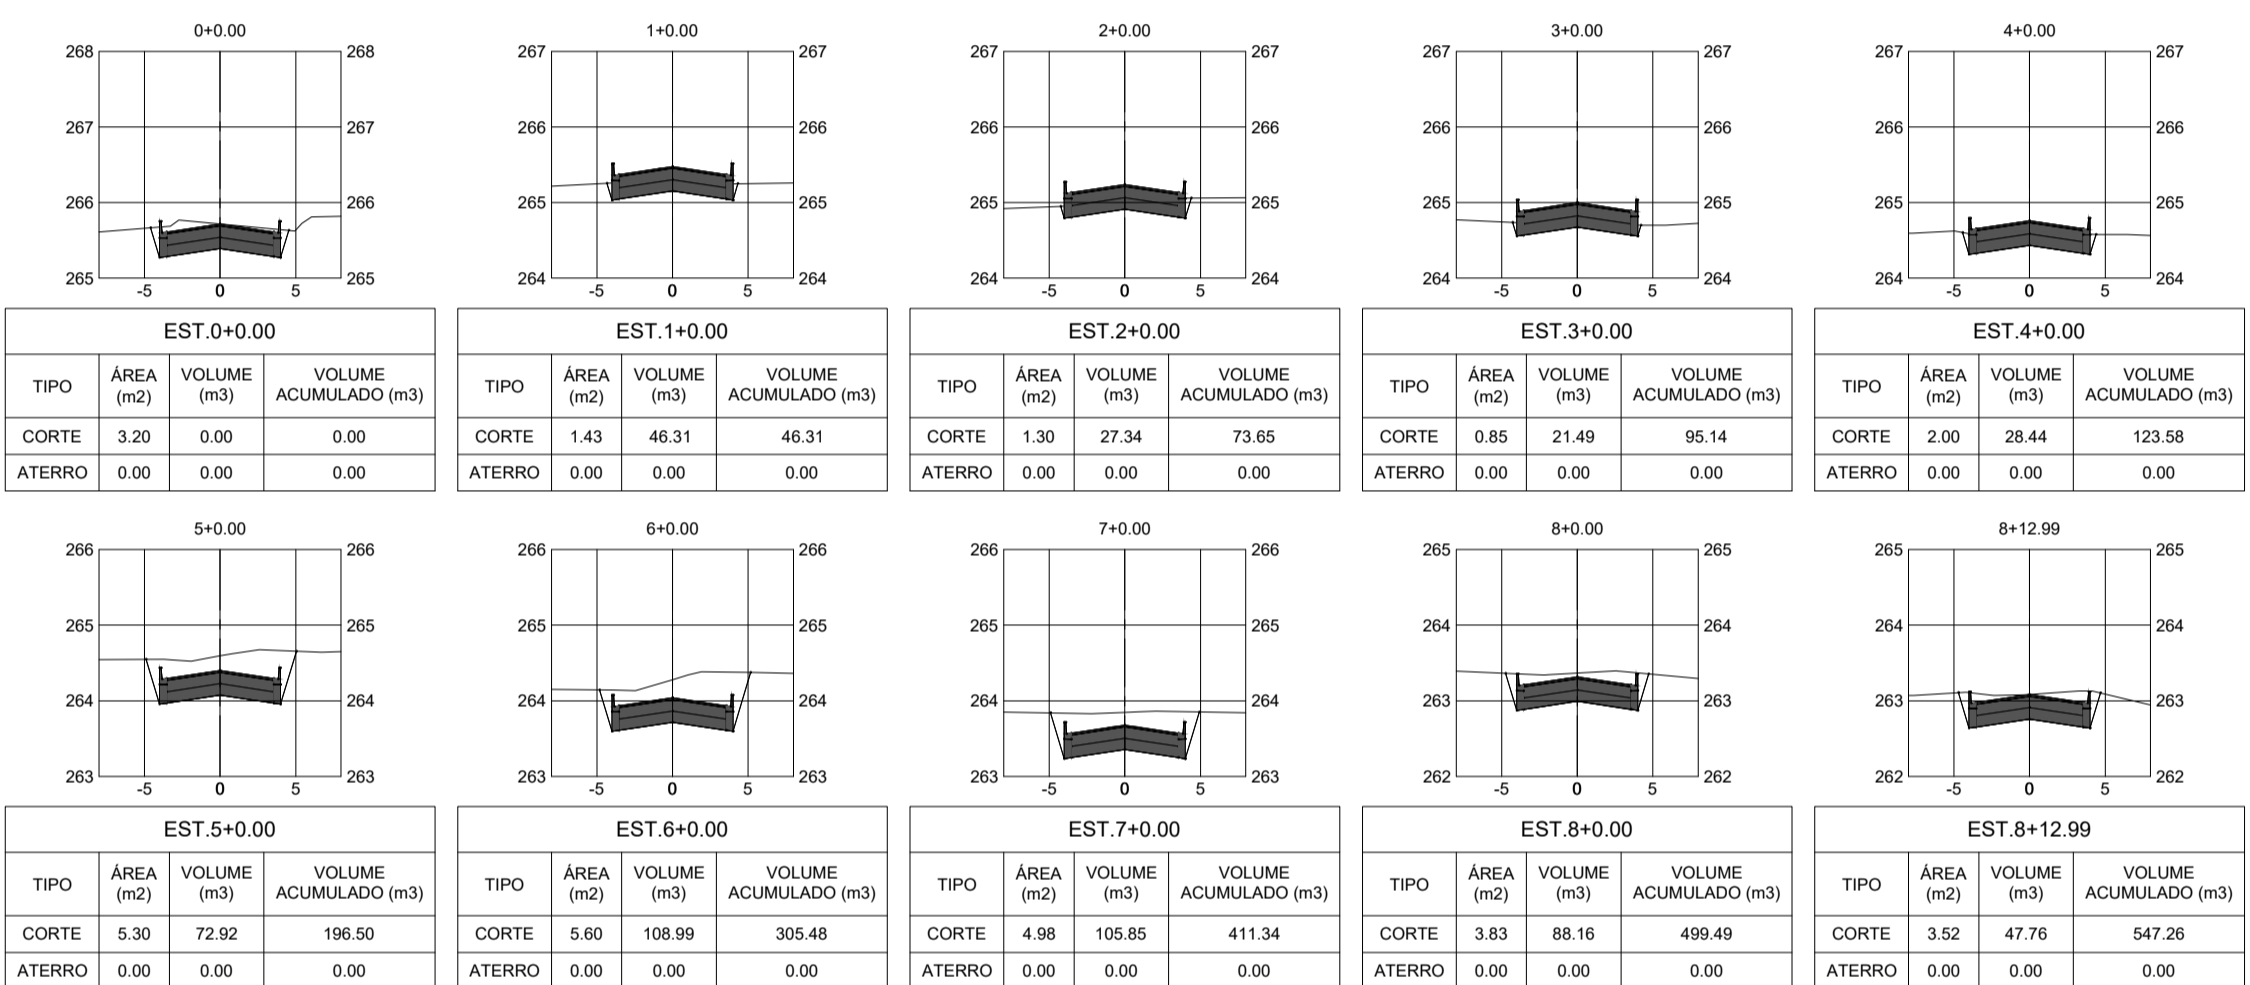 0+0.00
1+0.00
2+0.00
3+0.00
4+0.00
268 268 267 267 267 267 267 267 267 267
267 267 266 266 266 266 266 266 266 266
266 266 265 265 265 265 265 265 265 265
265 265 264 264 264 264 264 264 264 264
-5 0 5 -5 0 5 -5 0 5 -5 0 5 -5 0 5
EST.0+0.00
TIPO ÁREA (m2) VOLUME (m3) VOLUME ACUMULADO (m3)
CORTE 3.20 0.00 0.00
ATERRO 0.00 0.00 0.00
EST.1+0.00
TIPO ÁREA (m2) VOLUME (m3) VOLUME ACUMULADO (m3)
CORTE 1.43 46.31 46.31
ATERRO 0.00 0.00 0.00
EST.2+0.00
TIPO ÁREA (m2) VOLUME (m3) VOLUME ACUMULADO (m3)
CORTE 1.30 27.34 73.65
ATERRO 0.00 0.00 0.00
EST.3+0.00
TIPO ÁREA (m2) VOLUME (m3) VOLUME ACUMULADO (m3)
CORTE 0.85 21.49 95.14
ATERRO 0.00 0.00 0.00
EST.4+0.00
TIPO ÁREA (m2) VOLUME (m3) VOLUME ACUMULADO (m3)
CORTE 2.00 28.44 123.58
ATERRO 0.00 0.00 0.00
5+0.00
6+0.00
7+0.00
8+0.00
8+12.99
266 266 266 266 266 266 265 265 265 265
265 265 265 265 265 265 264 264 264 264
264 264 264 264 264 264 263 263 263 263
263 263 263 263 263 263 262 262 262 262
-5 0 5 -5 0 5 -5 0 5 -5 0 5 -5 0 5
EST.5+0.00
TIPO ÁREA (m2) VOLUME (m3) VOLUME ACUMULADO (m3)
CORTE 5.30 72.92 196.50
ATERRO 0.00 0.00 0.00
EST.6+0.00
TIPO ÁREA (m2) VOLUME (m3) VOLUME ACUMULADO (m3)
CORTE 5.60 108.99 305.48
ATERRO 0.00 0.00 0.00
EST.7+0.00
TIPO ÁREA (m2) VOLUME (m3) VOLUME ACUMULADO (m3)
CORTE 4.98 105.85 411.34
ATERRO 0.00 0.00 0.00
EST.8+0.00
TIPO ÁREA (m2) VOLUME (m3) VOLUME ACUMULADO (m3)
CORTE 3.83 88.16 499.49
ATERRO 0.00 0.00 0.00
EST.8+12.99
TIPO ÁREA (m2) VOLUME (m3) VOLUME ACUMULADO (m3)
CORTE 3.52 47.76 547.26
ATERRO 0.00 0.00 0.00